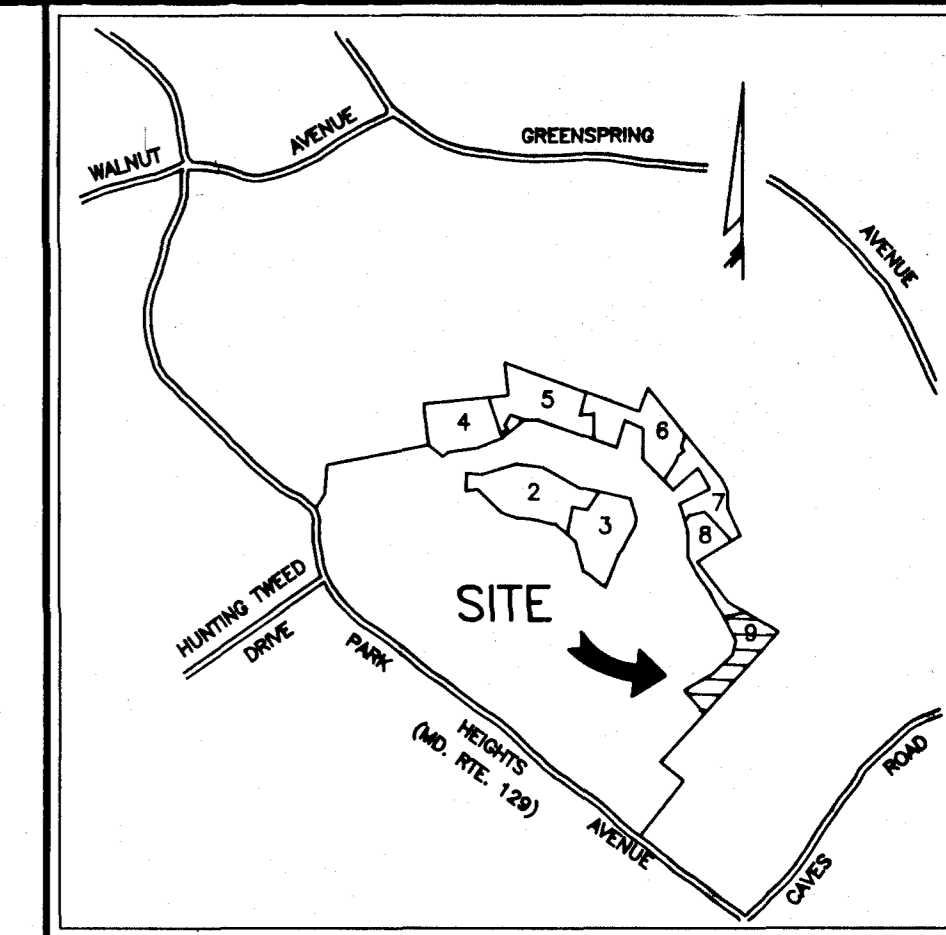 WALNUT
AVENUE
GREENSPRING
AVENUE
4
5
6
2
3
7
8
SITE
9
HUNTING TWEED
DRIVE
PARK
HEIGHTS
(MD. RTE. 129)
AVENUE
CAVES
ROAD